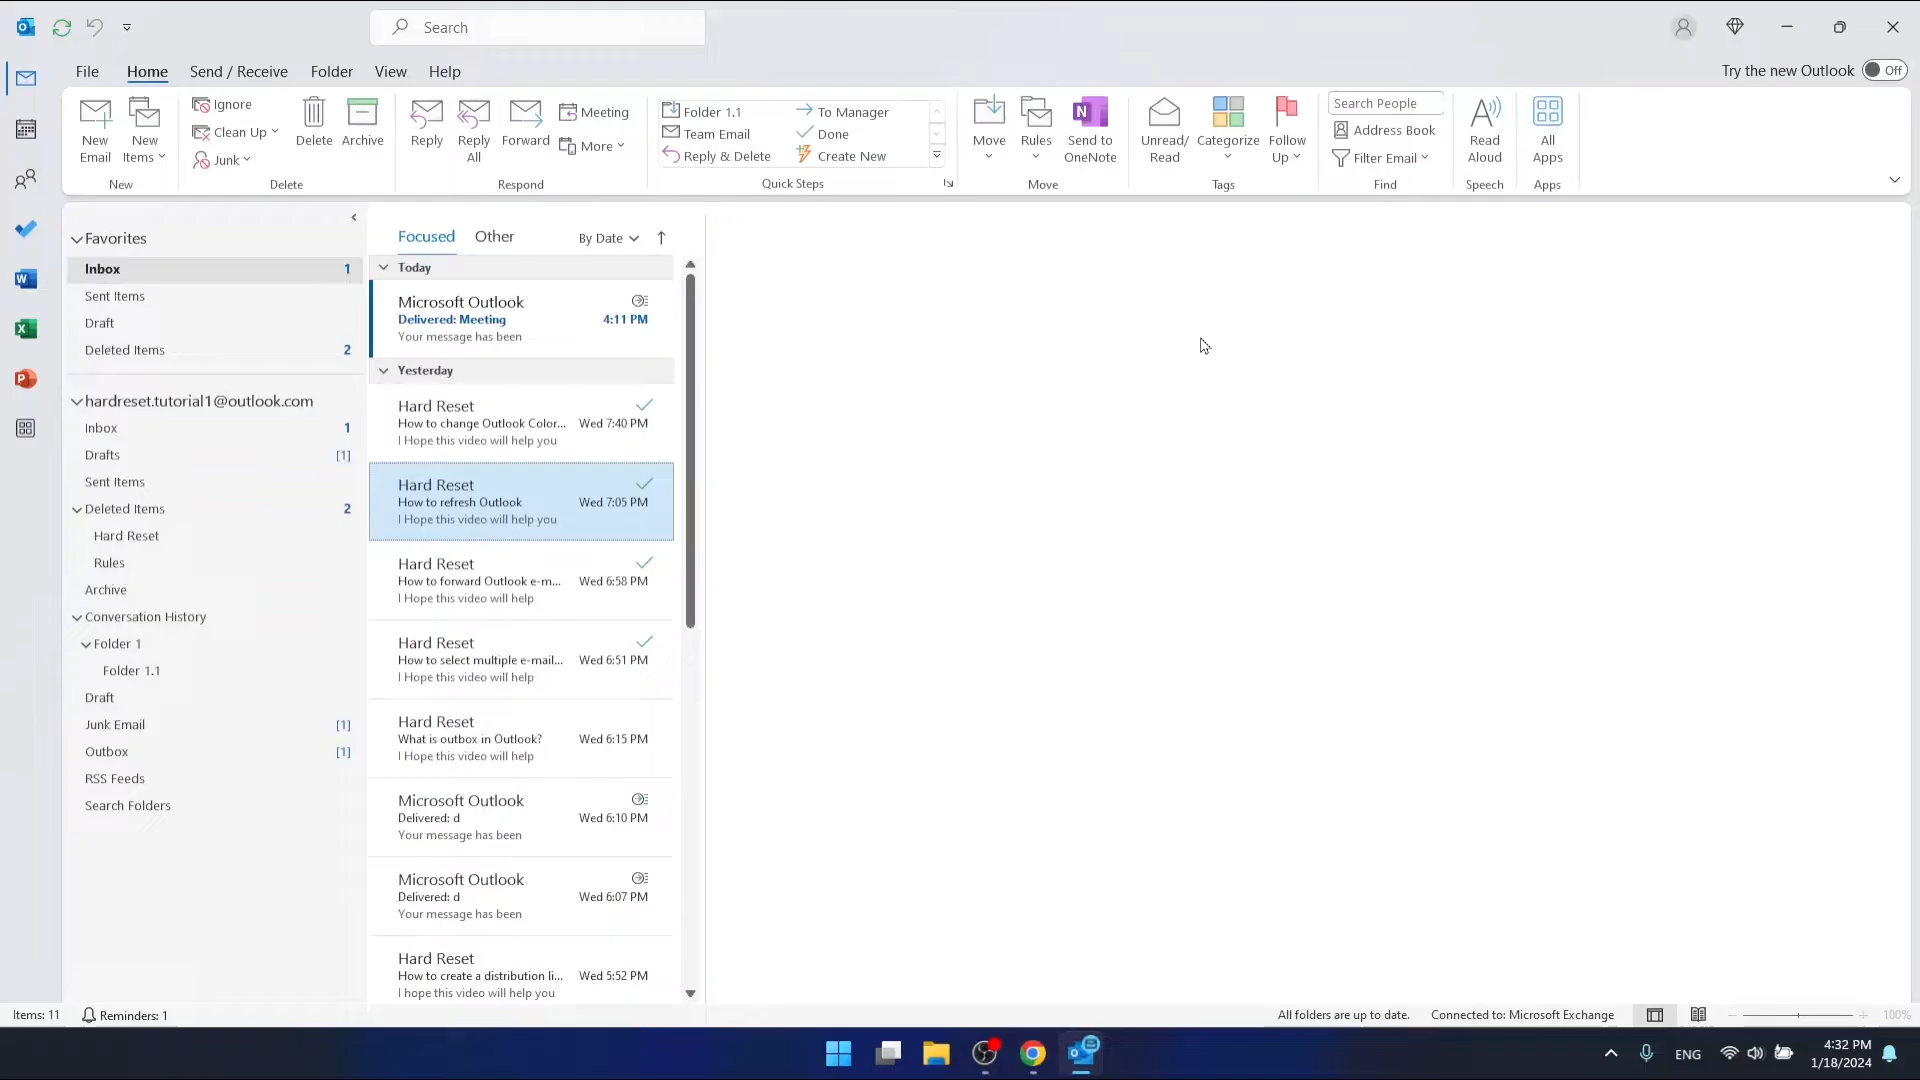 Search
File Home Send / Receive Folder View Help
Try the new Outlook Off
New Email
New Items
New
Ignore
Clean Up
Junk
Delete
Archive
Delete
Reply
Reply All
Forward
Meeting
More
Respond
Folder 1.1
Team Email
Reply & Delete
To Manager
Done
Create New
Quick Steps
Move
Rules
Send to OneNote
Move
Unread/ Read
Categorize
Follow Up
Tags
Search People
Address Book
Filter Email
Find
Read Aloud
Speech
All Apps
Apps
Favorites
Inbox 1
Sent Items
Draft
Deleted Items 2
hardreset.tutorial1@outlook.com
Inbox 1
Drafts [1]
Sent Items
Deleted Items 2
Hard Reset
Rules
Archive
Conversation History
Folder 1
Folder 1.1
Draft
Junk Email [1]
Outbox [1]
RSS Feeds
Search Folders
Focused Other By Date
Today
Microsoft Outlook
Delivered: Meeting 4:11 PM
Your message has been
Yesterday
Hard Reset
How to change Outlook Color... Wed 7:40 PM
I Hope this video will help you
Hard Reset
How to refresh Outlook Wed 7:05 PM
I Hope this video will help you
Hard Reset
How to forward Outlook e-m... Wed 6:58 PM
I Hope this video will help
Hard Reset
How to select multiple e-mail... Wed 6:51 PM
I Hope this video will help
Hard Reset
What is outbox in Outlook? Wed 6:15 PM
I Hope this video will help
Microsoft Outlook
Delivered: d Wed 6:10 PM
Your message has been
Microsoft Outlook
Delivered: d Wed 6:07 PM
Your message has been
Hard Reset
How to create a distribution li... Wed 5:52 PM
I hope this video will help you
Items: 11 Reminders: 1 All folders are up to date. Connected to: Microsoft Exchange 100%
ENG
4:32 PM
1/18/2024